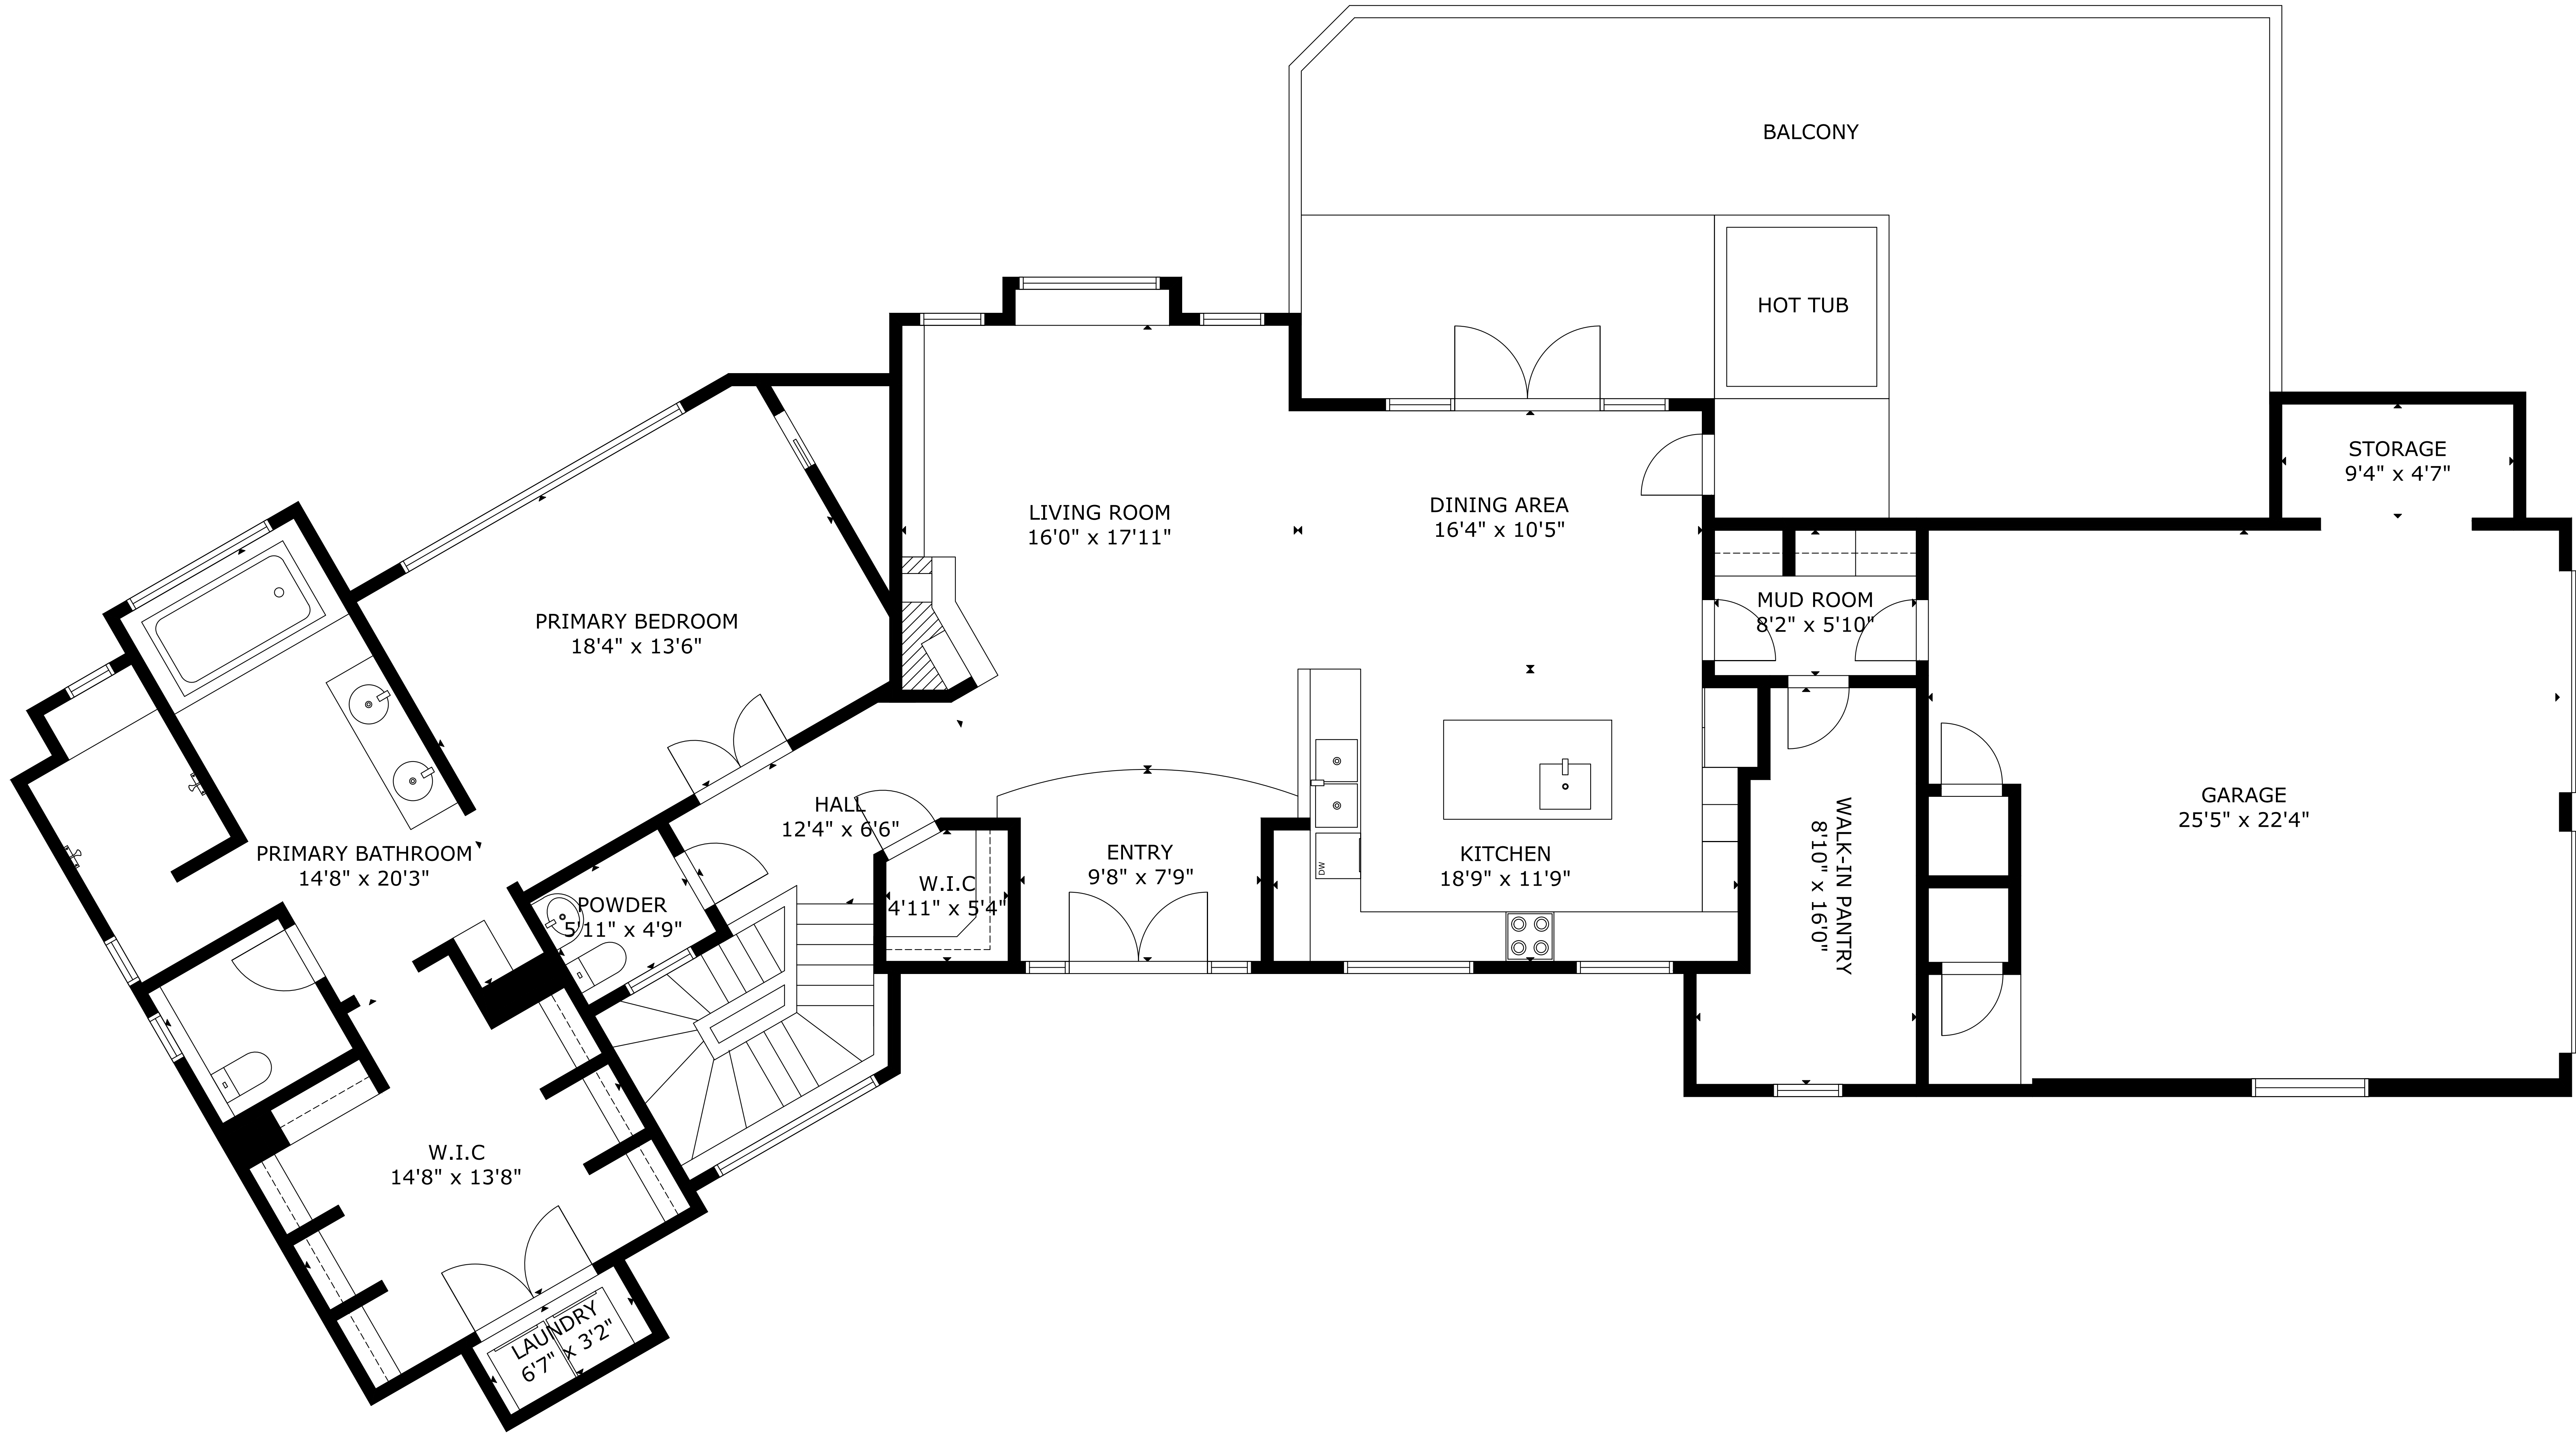 BALCONY
HOT TUB
STORAGE
9'4" x 4'7"
LIVING ROOM
16'0" x 17'11"
DINING AREA
16'4" x 10'5"
MUD ROOM
8'2" x 5'10"
PRIMARY BEDROOM
18'4" x 13'6"
HALL
12'4" x 6'6"
GARAGE
25'5" x 22'4"
PRIMARY BATHROOM
14'8" x 20'3"
POWDER
5'11" x 4'9"
W.I.C
4'11" x 5'4"
ENTRY
9'8" x 7'9"
DW
KITCHEN
18'9" x 11'9"
WALK-IN PANTRY
8'10" x 16'0"
W.I.C
14'8" x 13'8"
LAUNDRY
6'7" x 3'2"